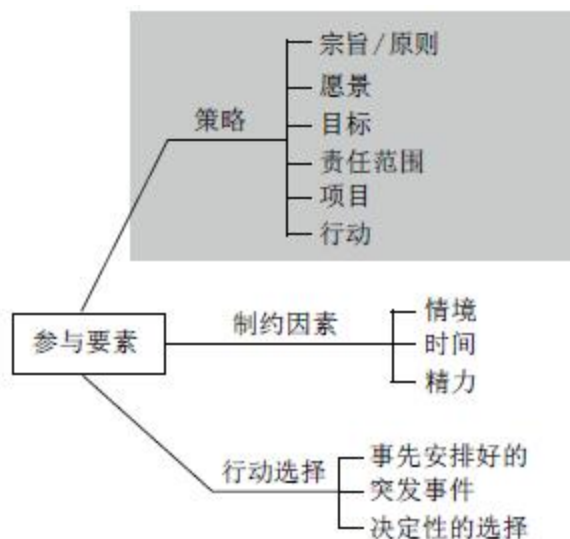 策略
宗旨/原则
愿景
目标
责任范围
项目
行动
参与要素
制约因素
情境
时间
精力
行动选择
事先安排好的
突发事件
决定性的选择